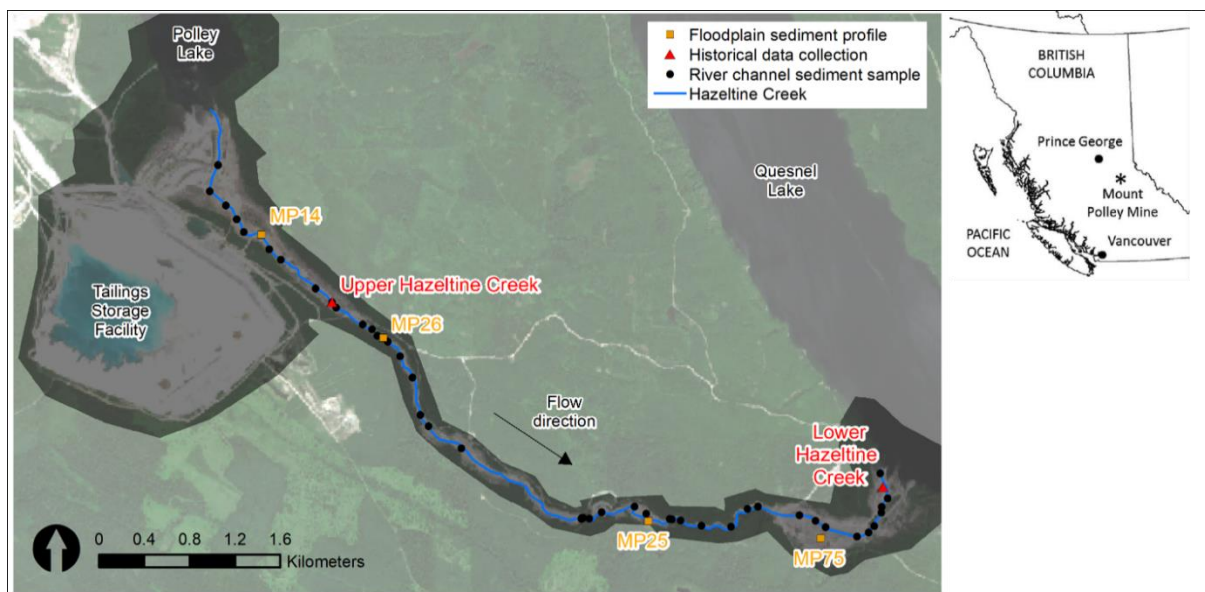 Polley
Lake
Floodplain sediment profile
Historical data collection
River channel sediment sample
Hazeltine Creek
BRITISH
COLUMBIA
Prince George
Mount
Polley Mine
PACIFIC
OCEAN
Vancouver
Quesnel
Lake
MP14
Upper Hazeltine Creek
Tailings
Storage
Facility
MP26
Flow
direction
Lower
Hazeltine
Creek
MP25
MP75
0 0.4 0.8 1.2 1.6
Kilometers